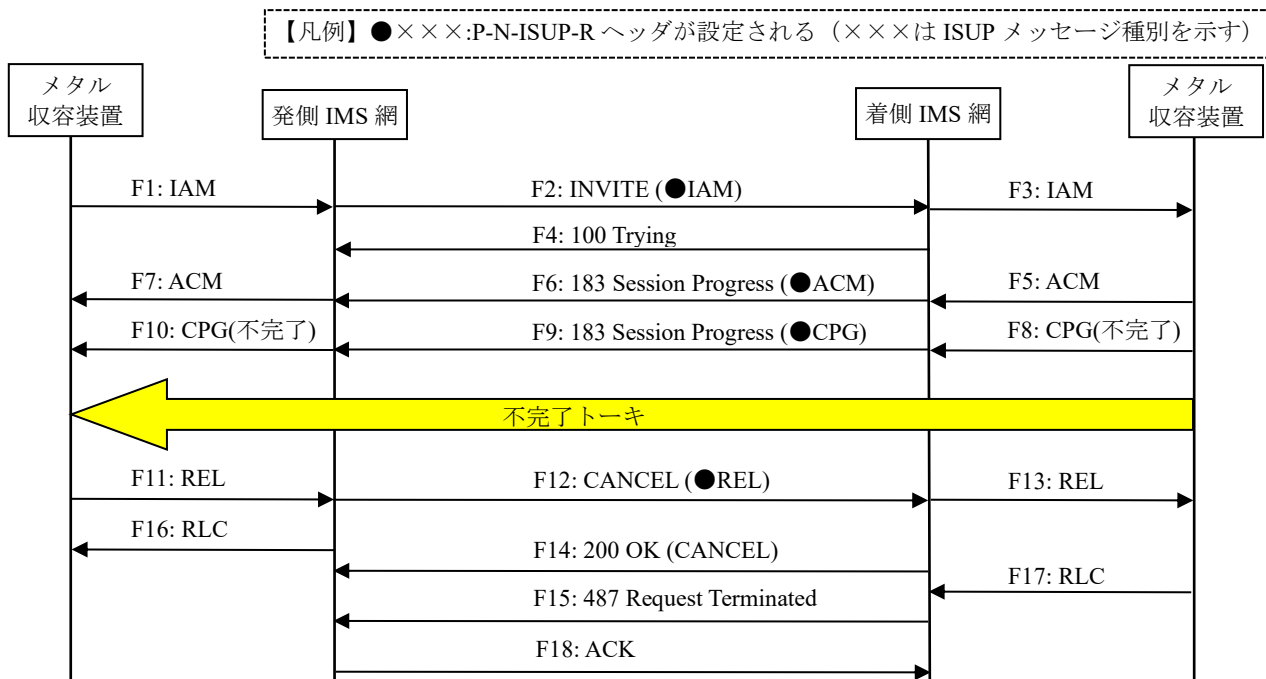 【凡例】●×××:P-N-ISUP-R ヘッダが設定される（×××は ISUP メッセージ種別を示す）
メタル
収容装置
発側 IMS 網
着側 IMS 網
メタル
収容装置
F1: IAM
F2: INVITE (●IAM)
F3: IAM
F4: 100 Trying
F7: ACM
F6: 183 Session Progress (●ACM)
F5: ACM
F10: CPG(不完了)
F9: 183 Session Progress (●CPG)
F8: CPG(不完了)
不完了トーキ
F11: REL
F12: CANCEL (●REL)
F13: REL
F16: RLC
F14: 200 OK (CANCEL)
F17: RLC
F15: 487 Request Terminated
F18: ACK